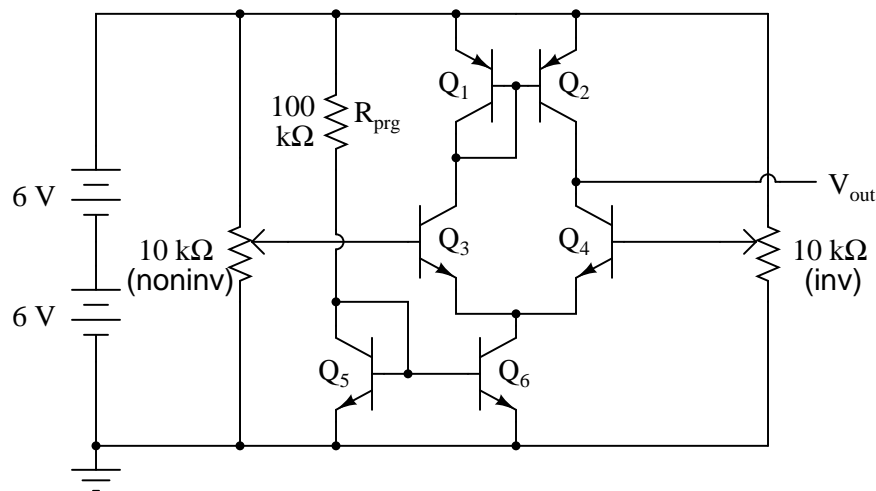 Q₁
Q₂
100
kΩ
Rₚᵣg
6 V
Vout
Q₃
Q₄
10 kΩ
(noninv)
10 kΩ
(inv)
6 V
Q₅
Q₆